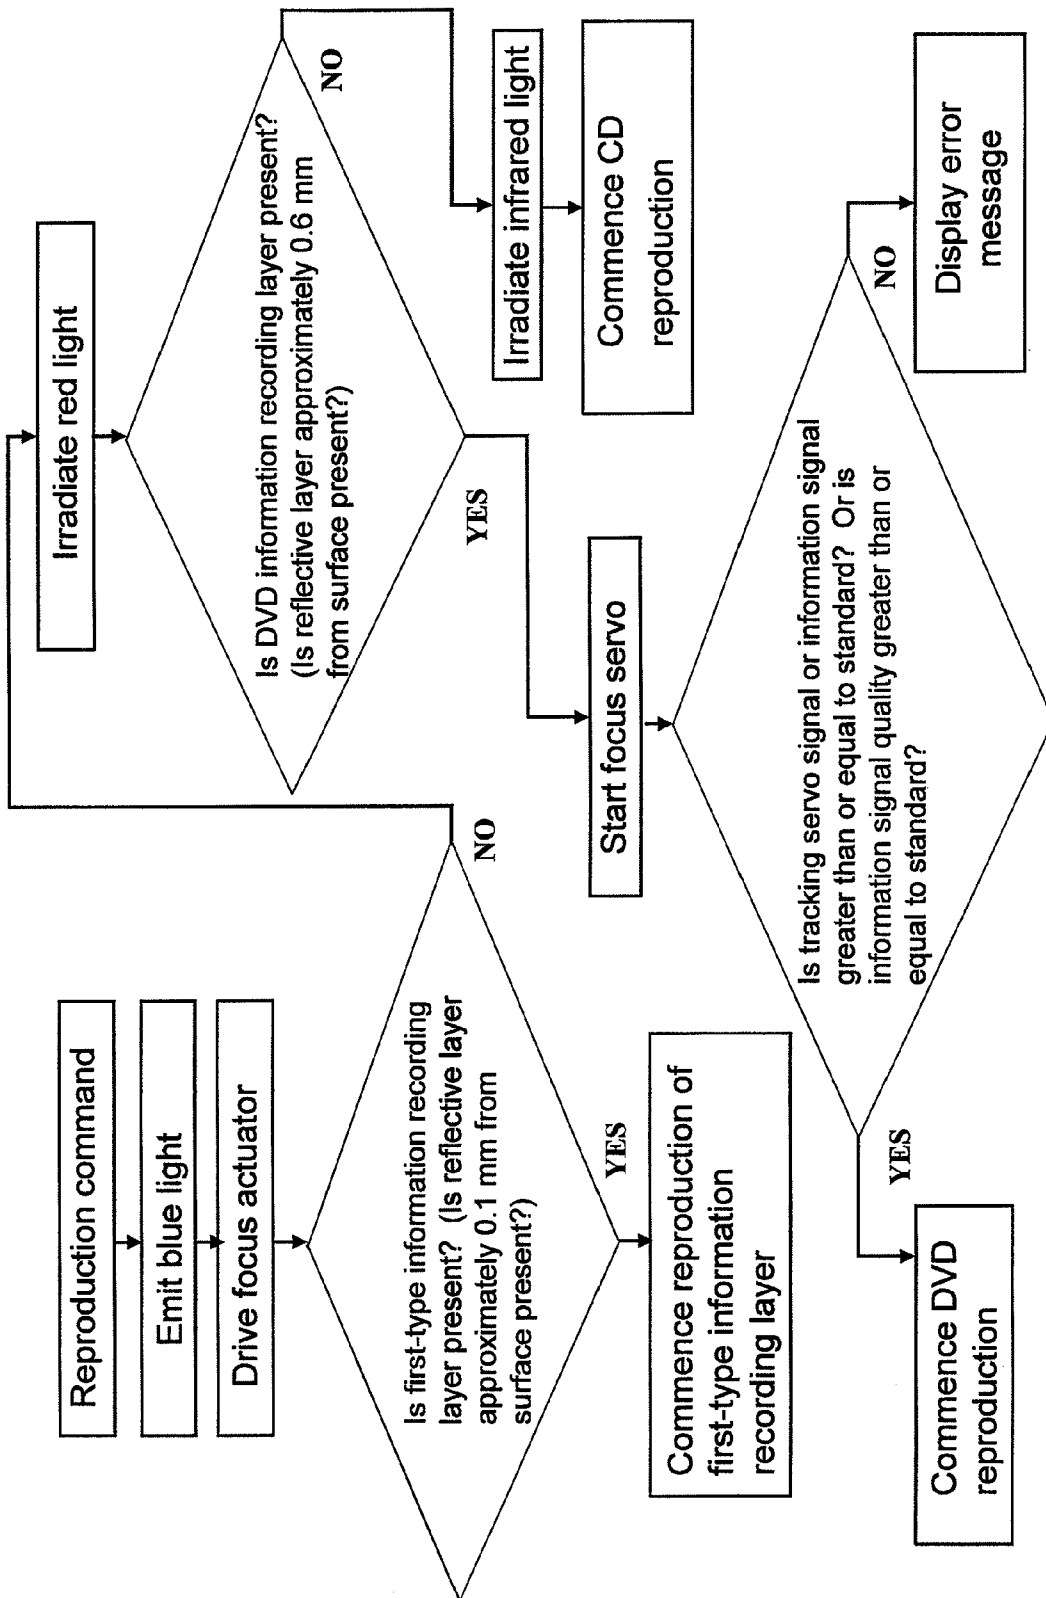 Reproduction command
Emit blue light
Drive focus actuator
Is first-type information recording
layer present? (Is reflective layer
approximately 0.1 mm from
surface present?)
NO
YES
Commence reproduction of
first-type information
recording layer
Irradiate red light
Is DVD information recording layer present?
(Is reflective layer approximately 0.6 mm
from surface present?)
NO
YES
Irradiate infrared light
Commence CD
reproduction
Start focus servo
Is tracking servo signal or information signal
greater than or equal to standard? Or is
information signal quality greater than or
equal to standard?
NO
YES
Display error
message
Commence DVD
reproduction